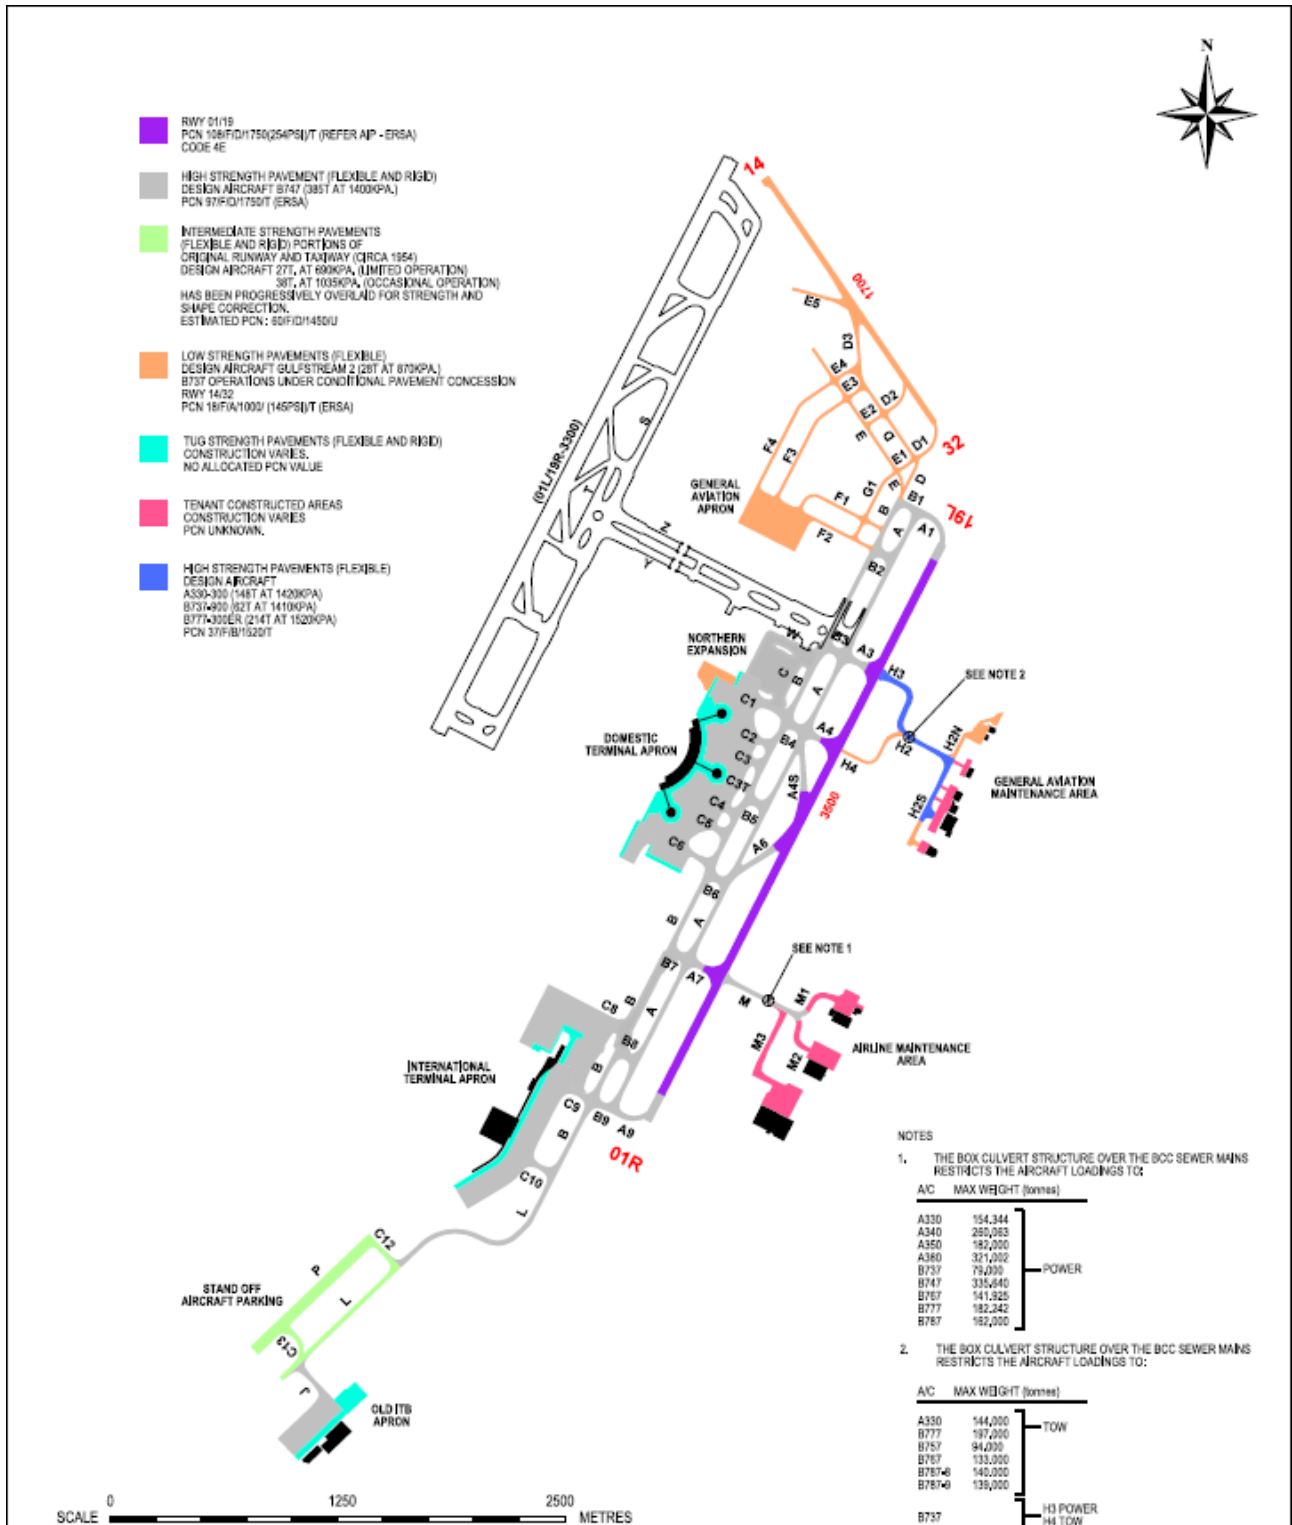 N
RWY 01/19
PCN 108/F/D/1750(254PSI)/T (REFER AIP - ERSA)
CODE 4E
HIGH STRENGTH PAVEMENT (FLEXIBLE AND RIGID)
DESIGN AIRCRAFT B747 (385T AT 1400KPA.)
PCN 97/F/D/1750/T (ERSA)
INTERMEDIATE STRENGTH PAVEMENTS
(FLEXIBLE AND RIGID) PORTIONS OF
ORIGINAL RUNWAY AND TAXIWAY (CIRCA 1954)
DESIGN AIRCRAFT 27T. AT 690KPA. (LIMITED OPERATION)
38T. AT 1035KPA. (OCCASIONAL OPERATION)
HAS BEEN PROGRESSIVELY OVERLAID FOR STRENGTH AND
SHAPE CORRECTION.
ESTIMATED PCN: 60/F/D/1450/U
LOW STRENGTH PAVEMENTS (FLEXIBLE)
DESIGN AIRCRAFT GULFSTREAM 2 (28T AT 870KPA.)
B737 OPERATIONS UNDER CONDITIONAL PAVEMENT CONCESSION
RWY 14/32
PCN 18/F/A/1000/ (145PSI)/T (ERSA)
TUG STRENGTH PAVEMENTS (FLEXIBLE AND RIGID)
CONSTRUCTION VARIES.
NO ALLOCATED PCN VALUE
TENANT CONSTRUCTED AREAS
CONSTRUCTION VARIES
PCN UNKNOWN.
HIGH STRENGTH PAVEMENTS (FLEXIBLE)
DESIGN AIRCRAFT
A330-300 (148T AT 1420KPA)
B737-900 (62T AT 1410KPA)
B777-300ER (214T AT 1520KPA)
PCN 37/F/B/1520/T
14
1700
E5
D3
E4
E3
E2
D2
E
D
D1
E1
32
F4
F3
S
(01L/19R-3300)
T
GENERAL
AVIATION
APRON
G1
E
D
B1
F1
B
F2
A
A1
19L
Z
Y
B2
W
B3
A3
NORTHERN
EXPANSION
C
B
A
H3
SEE NOTE 2
C1
C2
B4
A4
H4
H2
H2N
DOMESTIC
TERMINAL APRON
C3
C3T
A4S
3500
GENERAL AVIATION
MAINTENANCE AREA
H2S
C4
C5
B5
C6
A6
B6
B
A
SEE NOTE 1
B7
A7
M
M1
M3
M2
AIRLINE MAINTENANCE
AREA
C8
B
A
B8
INTERNATIONAL
TERMINAL APRON
B
C9
B9
A9
B
01R
C10
L
C12
P
L
STAND OFF
AIRCRAFT PARKING
C13
J
OLD ITB
APRON
NOTES
1. THE BOX CULVERT STRUCTURE OVER THE BCC SEWER MAINS
RESTRICTS THE AIRCRAFT LOADINGS TO:
A/C MAX WEIGHT (tonnes)
A330 154,344
A340 260,063
A350 182,000
A380 321,002
B737 79,000 POWER
B747 335,640
B767 141,925
B777 182,242
B787 162,000
2. THE BOX CULVERT STRUCTURE OVER THE BCC SEWER MAINS
RESTRICTS THE AIRCRAFT LOADINGS TO:
A/C MAX WEIGHT (tonnes)
A330 144,000 TOW
B777 197,000
B757 94,000
B767 133,000
B787-8 140,000
B787-9 139,000
B737 H3 POWER
H4 TOW
0 1250 2500
SCALE METRES